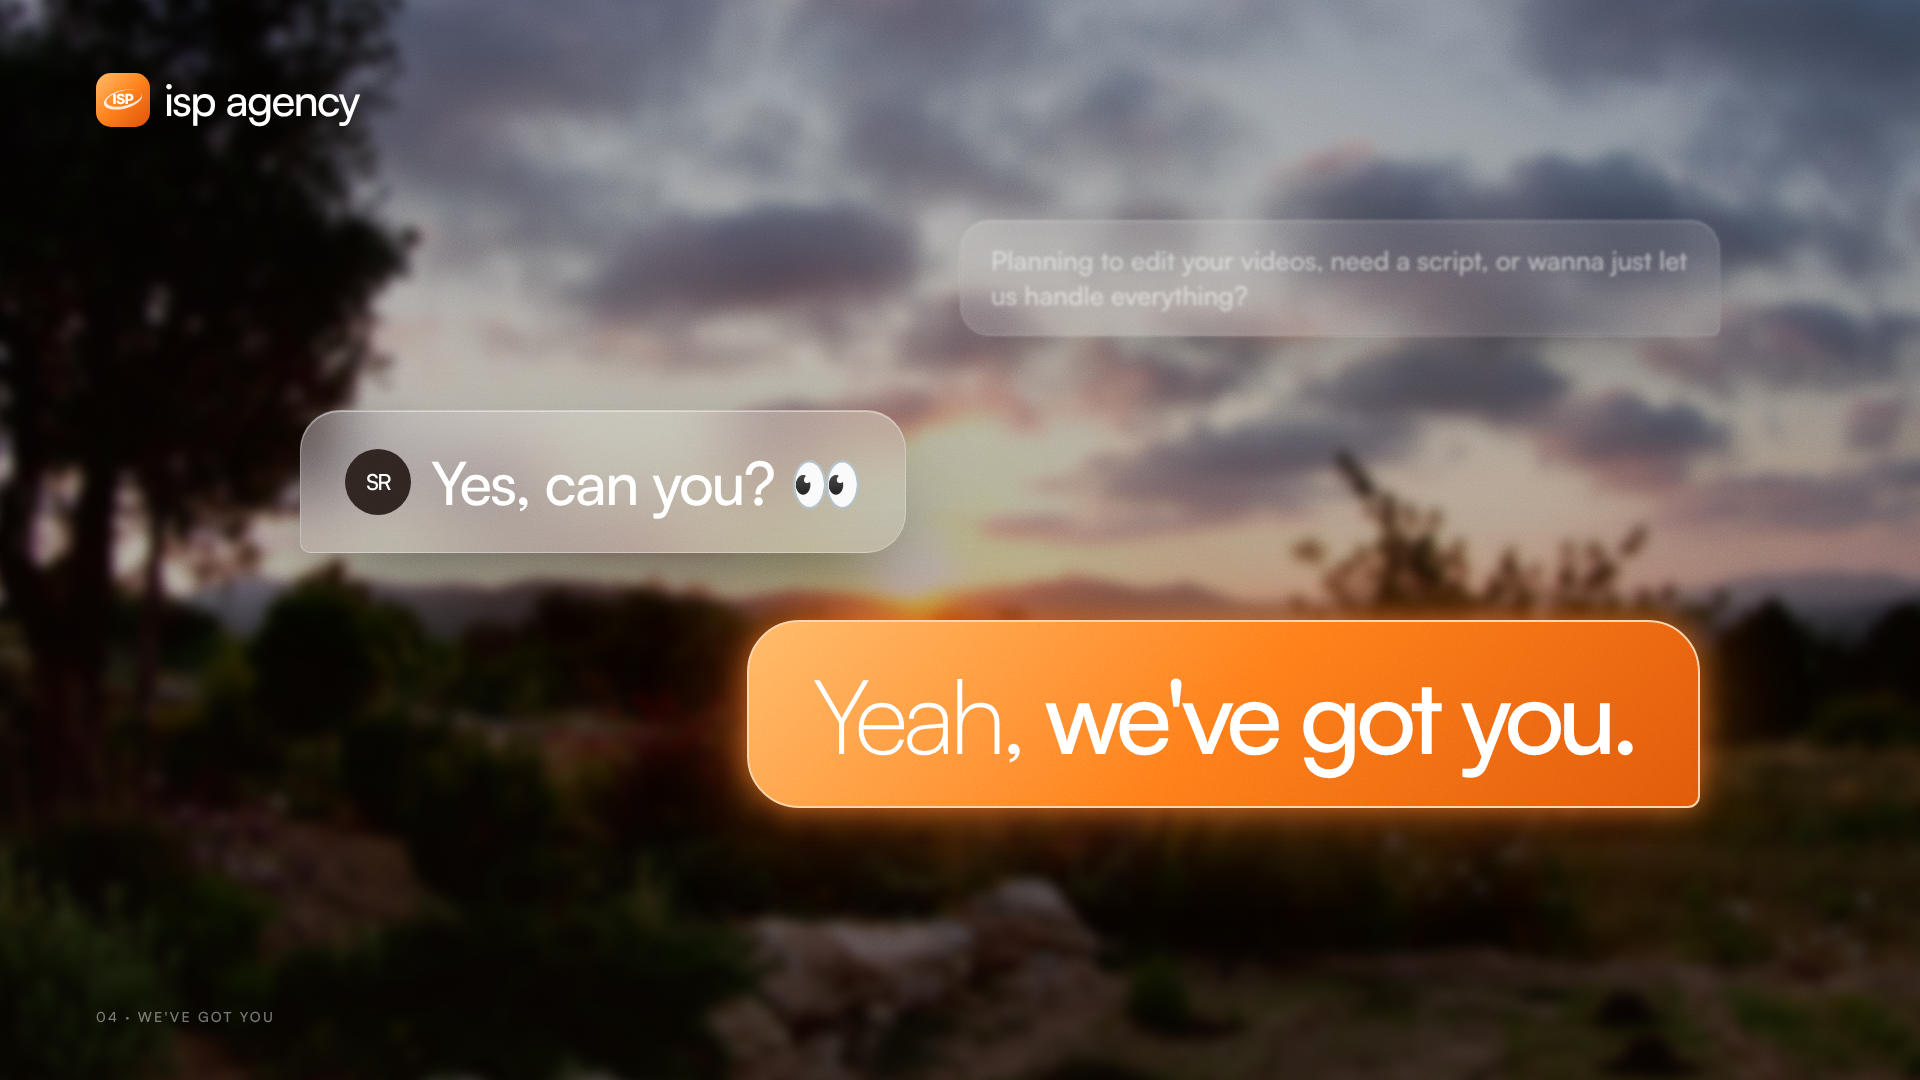 ISP
isp agency
Planning to edit your videos, need a script, or wanna just let
us handle everything?
SR
Yes, can you? 👀
Yeah, we've got you.
04 · WE'VE GOT YOU